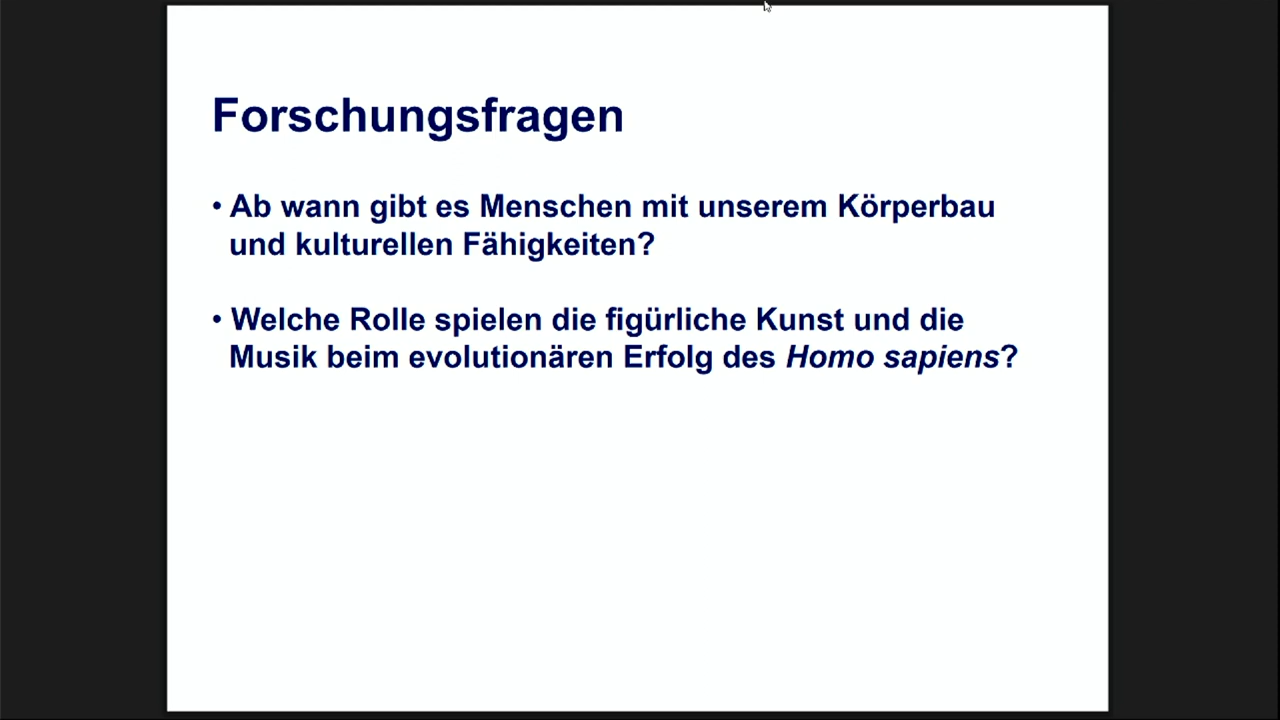 Forschungsfragen
• Ab wann gibt es Menschen mit unserem Körperbau
und kulturellen Fähigkeiten?
• Welche Rolle spielen die figürliche Kunst und die
Musik beim evolutionären Erfolg des Homo sapiens?